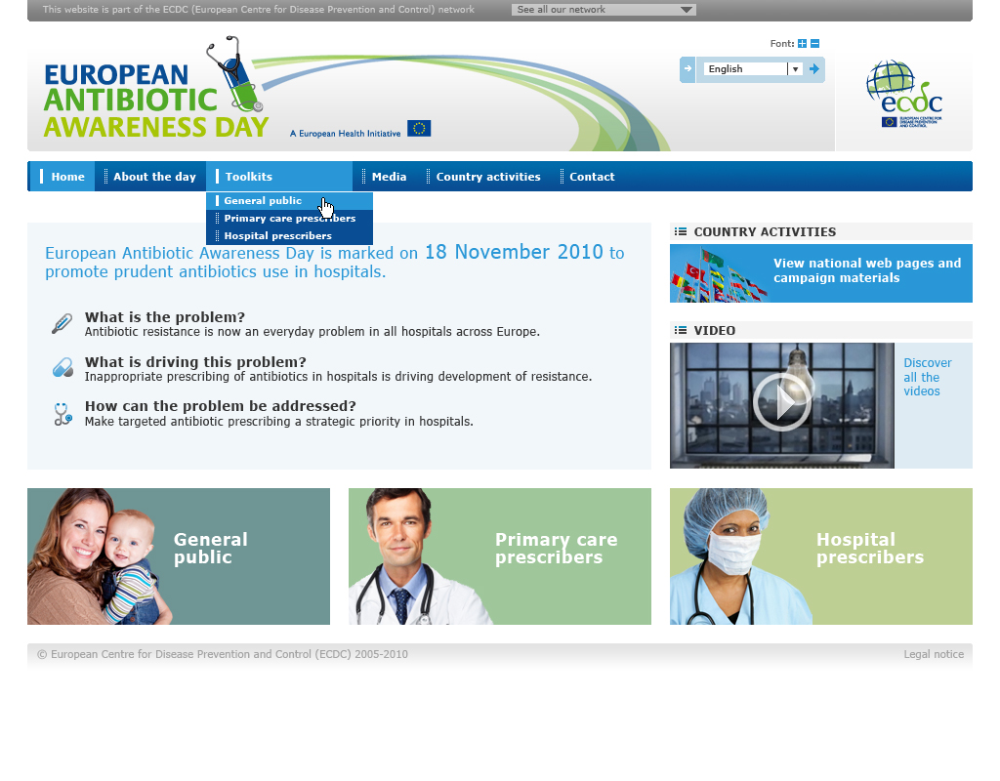 This website is part of the ECDC (European Centre for Disease Prevention and Control) network
See all our network
EUROPEAN
ANTIBIOTIC
AWARENESS DAY
A European Health Initiative
Font:
English
ecdc
EUROPEAN CENTRE FOR
DISEASE PREVENTION
AND CONTROL
Home
About the day
Toolkits
Media
Country activities
Contact
General public
Primary care prescribers
Hospital prescribers
European Antibiotic Awareness Day is marked on 18 November 2010 to
promote prudent antibiotics use in hospitals.
What is the problem?
Antibiotic resistance is now an everyday problem in all hospitals across Europe.
What is driving this problem?
Inappropriate prescribing of antibiotics in hospitals is driving development of resistance.
How can the problem be addressed?
Make targeted antibiotic prescribing a strategic priority in hospitals.
COUNTRY ACTIVITIES
View national web pages and
campaign materials
VIDEO
Discover
all the
videos
General
public
Primary care
prescribers
Hospital
prescribers
© European Centre for Disease Prevention and Control (ECDC) 2005-2010
Legal notice